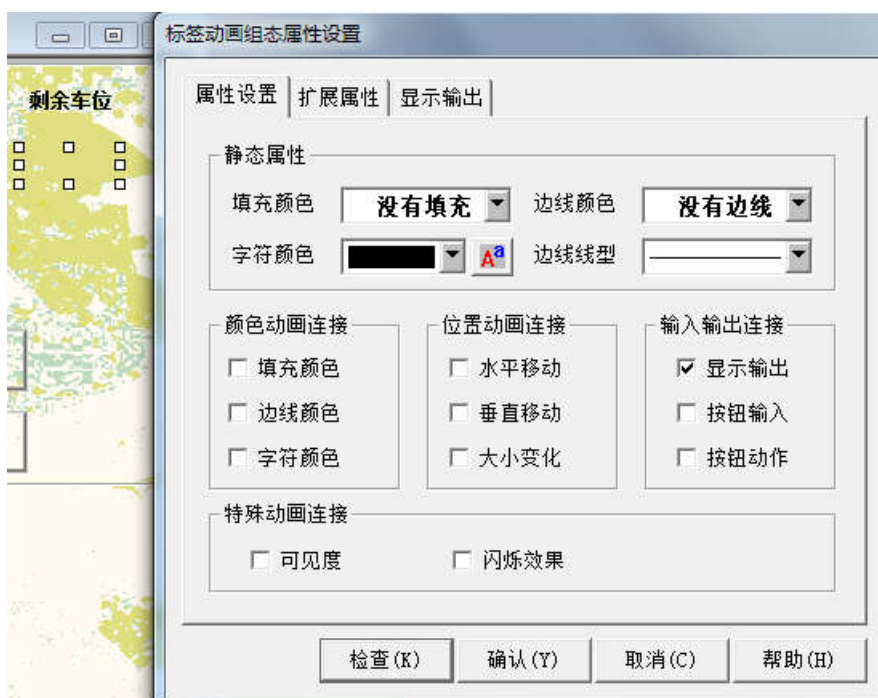 标签动画组态属性设置
剩余车位
属性设置 扩展属性 显示输出
静态属性
填充颜色 没有填充 边线颜色 没有边线
字符颜色 Aa 边线线型
颜色动画连接 位置动画连接 输入输出连接
填充颜色 水平移动 显示输出
边线颜色 垂直移动 按钮输入
字符颜色 大小变化 按钮动作
特殊动画连接
可见度 闪烁效果
检查(K) 确认(Y) 取消(C) 帮助(H)